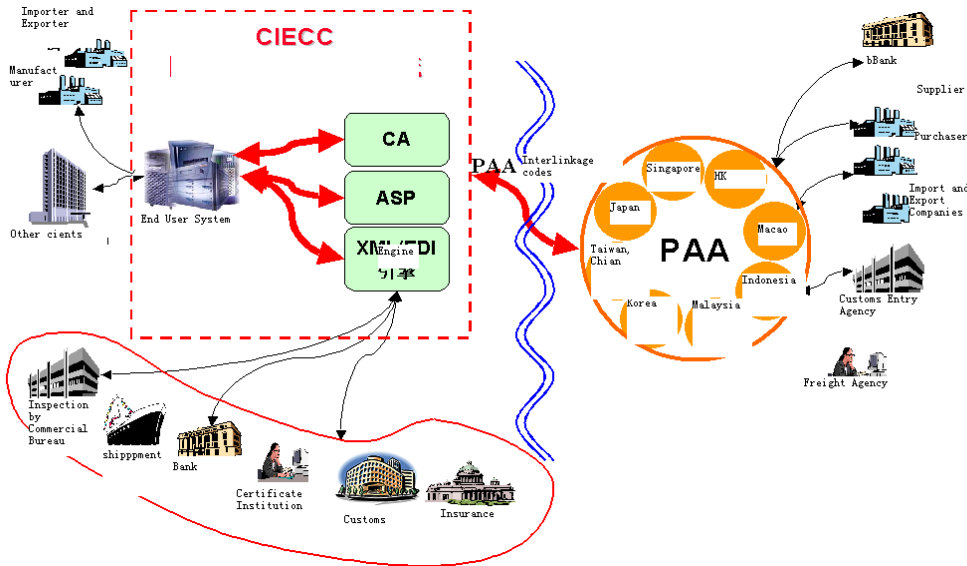 Importer and
Exporter
Manufact
urer
Other cients
CIECC
End User System
CA
ASP
Engine
引擎
PAA
Interlinkage
codes
Singapore
HK
Japan
Macao
Taiwan,
Chian
PAA
Indonesia
Korea
Malaysia
bBank
Supplier
Purchaser
Import and
Export
Companies
Customs Entry
Agency
Freight Agency
Inspection
by
Commercial
Bureau
shipppment
Bank
Certificate
Institution
Customs
Insurance